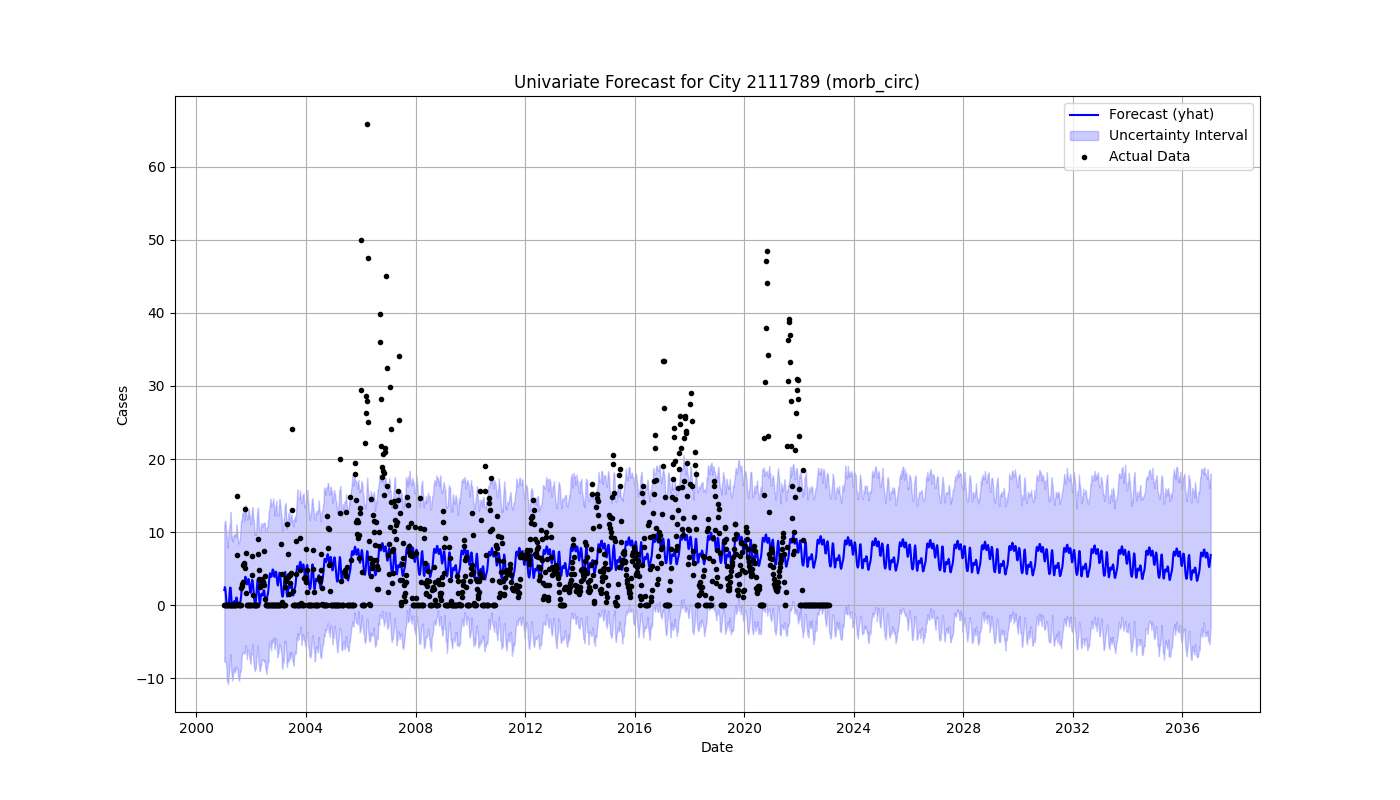 Univariate Forecast for City 2111789 (morb_circ)
Forecast (yhat)
Uncertainty Interval
Actual Data
60
50
40
30
20
10
0
−10
Cases
2000 2004 2008 2012 2016 2020 2024 2028 2032 2036
Date